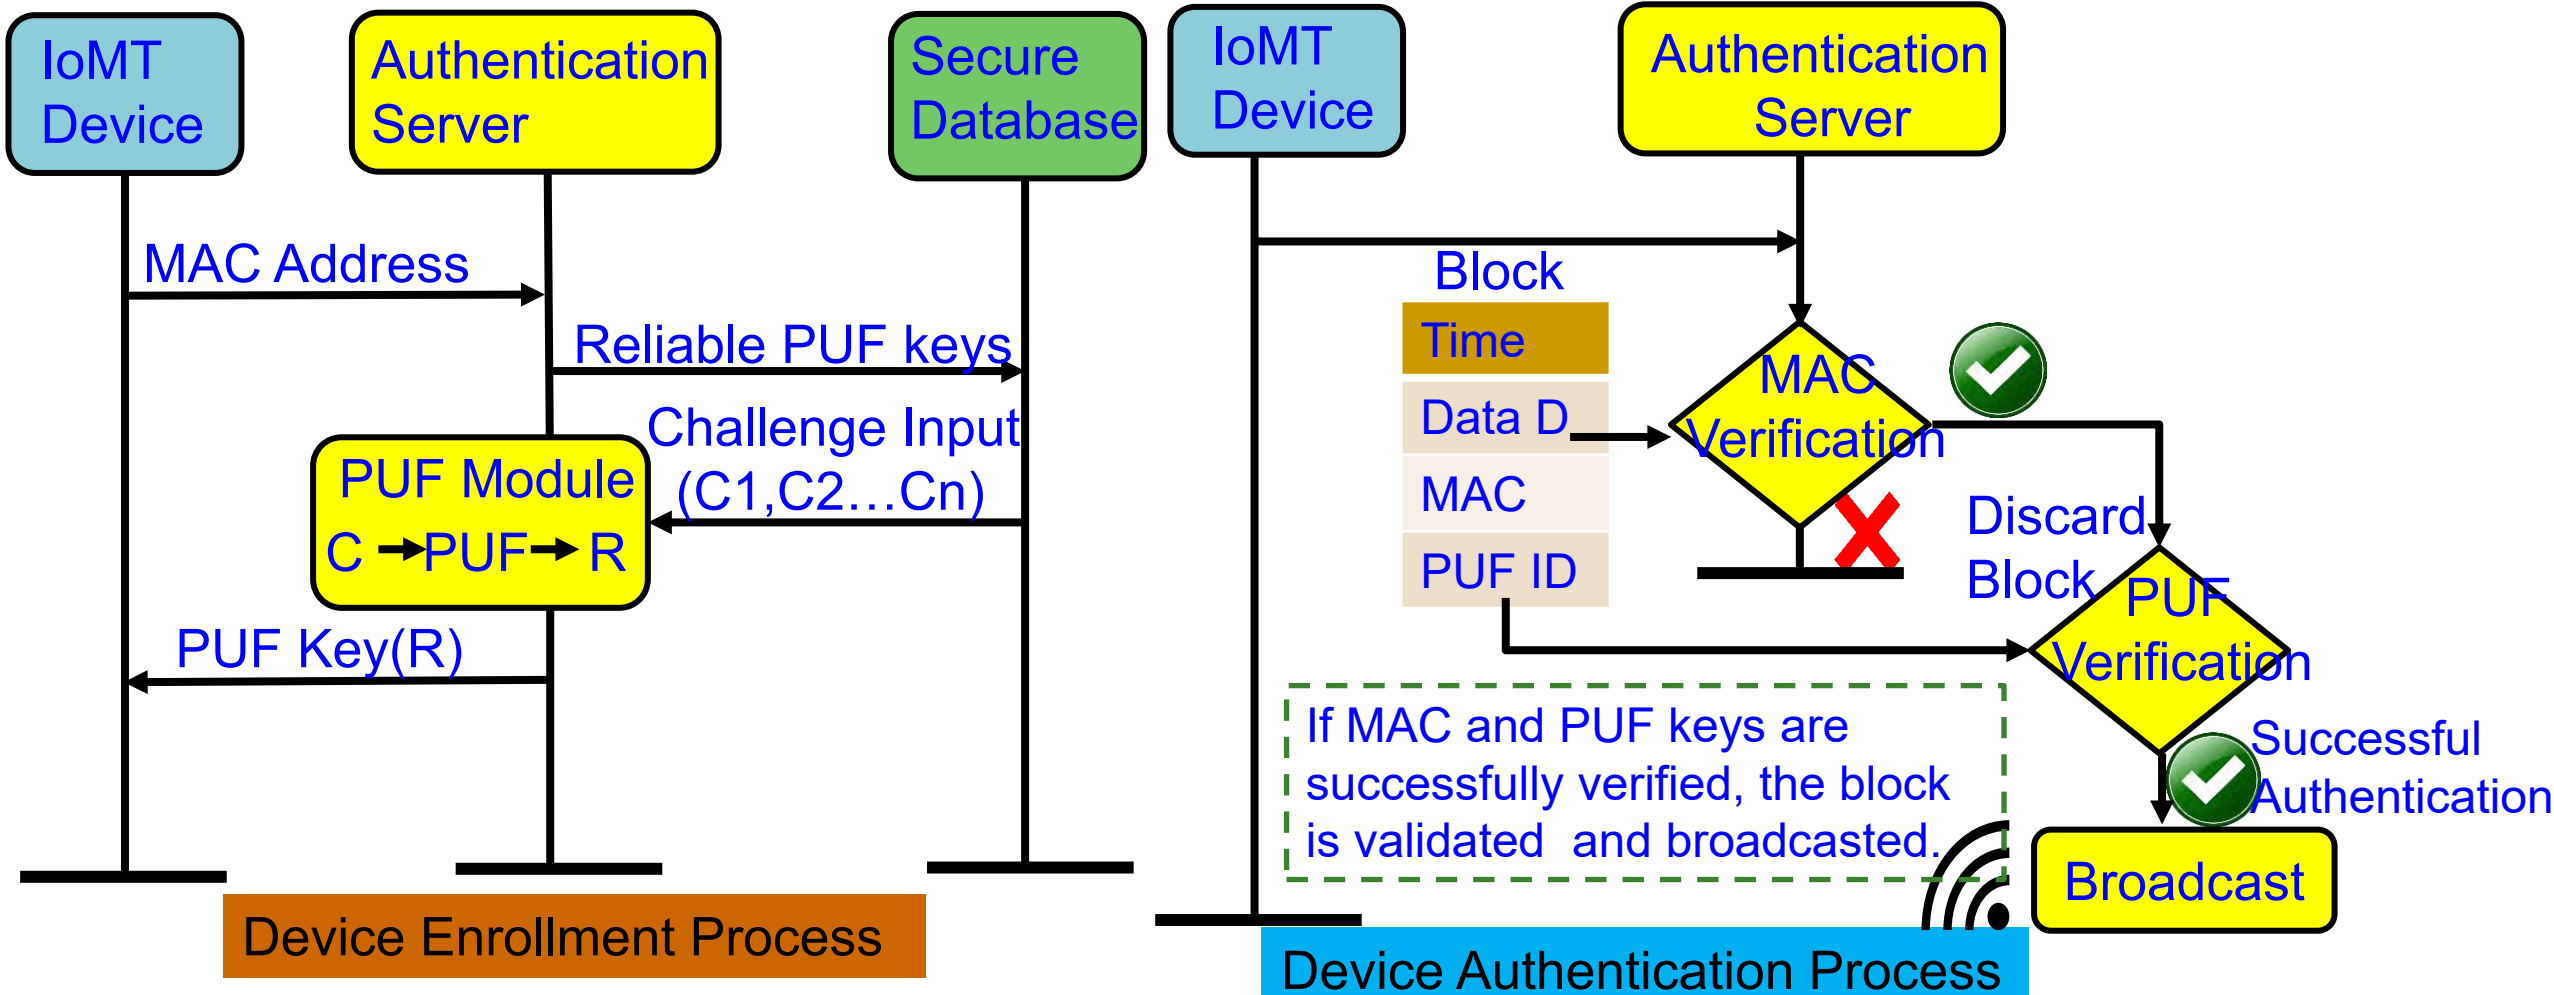 IoMT
Device
Authentication
Server
Secure
Database
MAC Address
Reliable PUF keys
Challenge Input
(C1,C2...Cn)
PUF Module
C PUF R
PUF Key(R)
Device Enrollment Process
IoMT
Device
Authentication
Server
Block
Time
Data D
MAC
PUF ID
MAC
Verification
Discard
Block
PUF
Verification
If MAC and PUF keys are
successfully verified, the block
is validated and broadcasted.
Successful
Authentication
Broadcast
Device Authentication Process